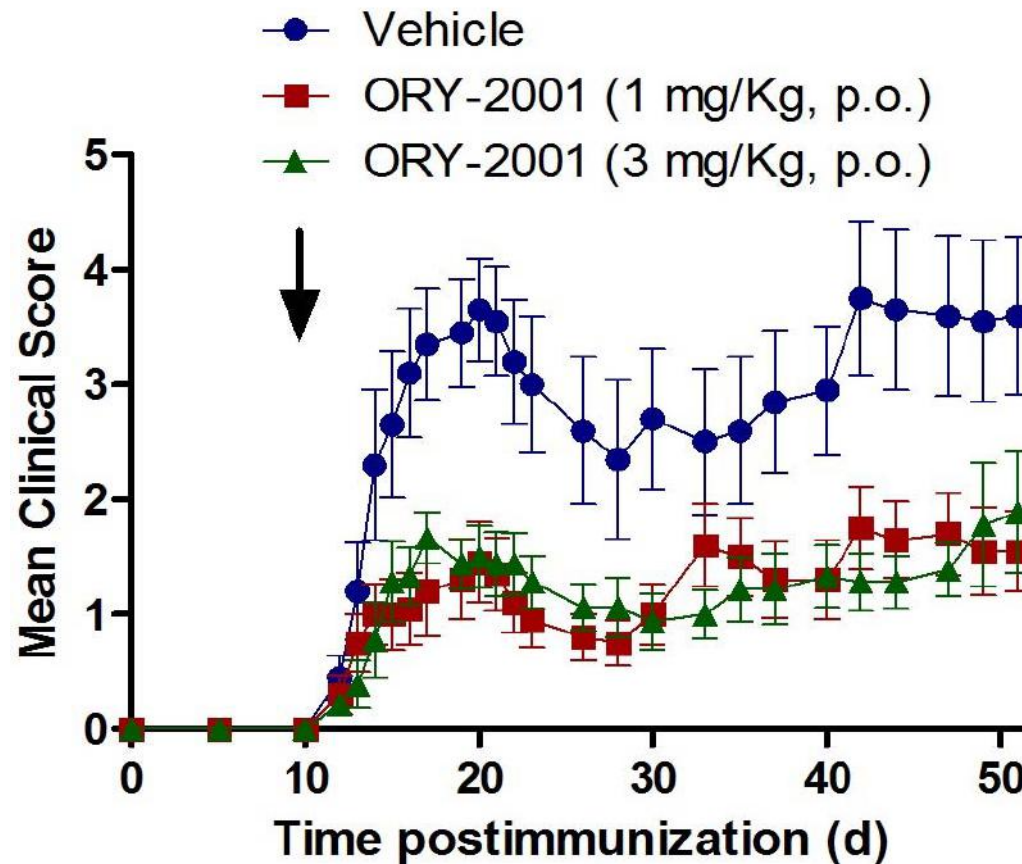 Vehicle
ORY-2001 (1 mg/Kg, p.o.)
ORY-2001 (3 mg/Kg, p.o.)
Mean Clinical Score
5
4
3
2
1
0
0 10 20 30 40 50
Time postimmunization (d)